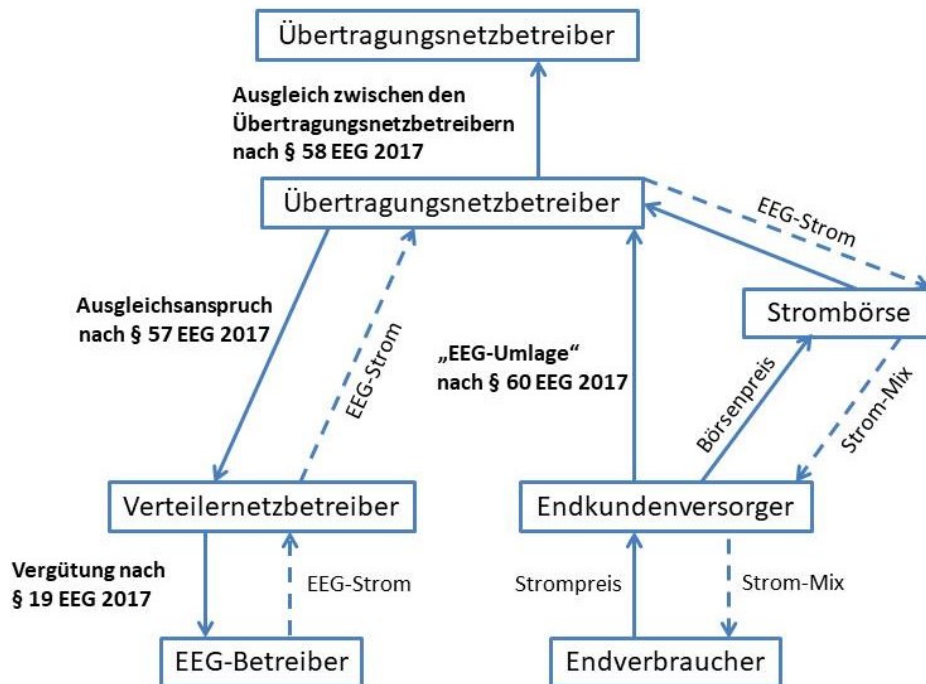 Übertragungsnetzbetreiber
Ausgleich zwischen den
Übertragungsnetzbetreibern
nach § 58 EEG 2017
Übertragungsnetzbetreiber
EEG-Strom
Strombörse
Ausgleichsanspruch
nach § 57 EEG 2017
EEG-Strom
„EEG-Umlage“
nach § 60 EEG 2017
Börsenpreis
Strom-Mix
Verteilernetzbetreiber
Endkundenversorger
Vergütung nach
§ 19 EEG 2017
EEG-Strom
Strompreis
Strom-Mix
EEG-Betreiber
Endverbraucher